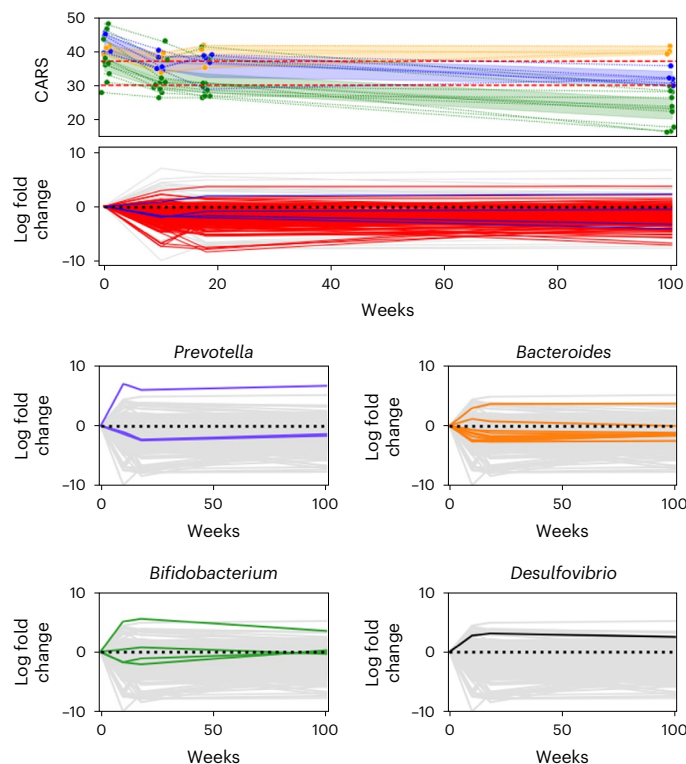 50
40
30
20
CARS
10
0
−10
Log fold
change
0
20
40
60
80
100
Weeks
Prevotella
10
0
−10
Log fold
change
0
50
100
Weeks
Bacteroides
10
0
−10
Log fold
change
0
50
100
Weeks
Bifidobacterium
10
0
−10
Log fold
change
0
50
100
Weeks
Desulfovibrio
10
0
−10
Log fold
change
0
50
100
Weeks